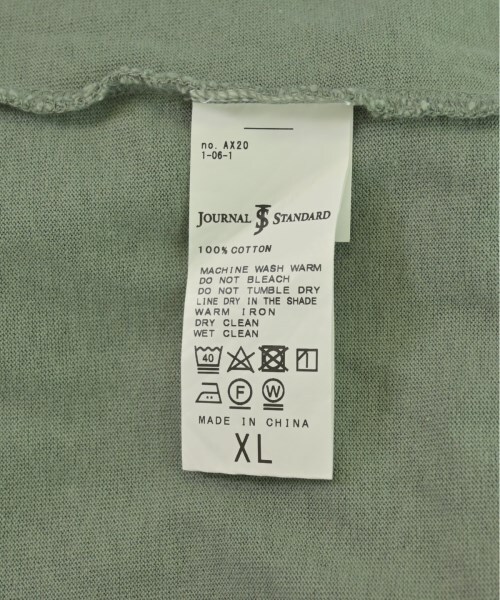 no. AX20
1-06-1
JOURNAL JS STANDARD
100% COTTON
MACHINE WASH WARM
DO NOT BLEACH
DO NOT TUMBLE DRY
LINE DRY IN THE SHADE
WARM IRON
DRY CLEAN
WET CLEAN
40
F W
MADE IN CHINA
XL